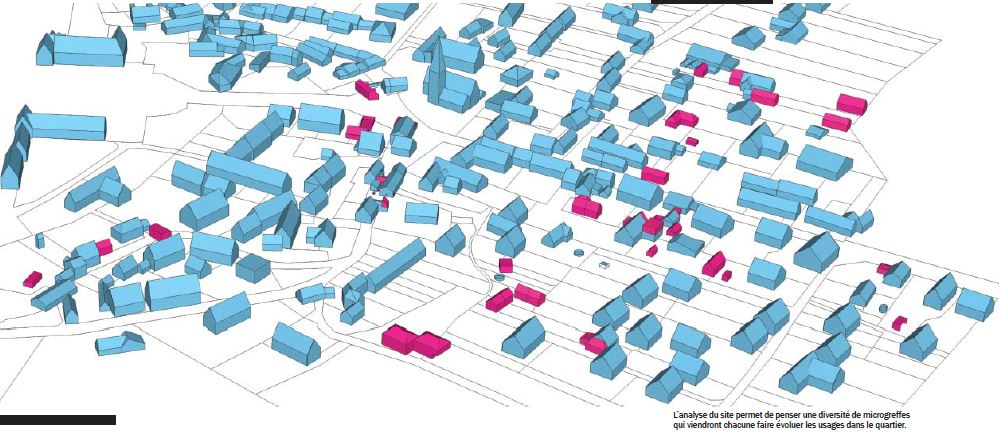 L'analyse du site permet de penser une diversité de microgreffes
qui viendront chacune faire évoluer les usages dans le quartier.